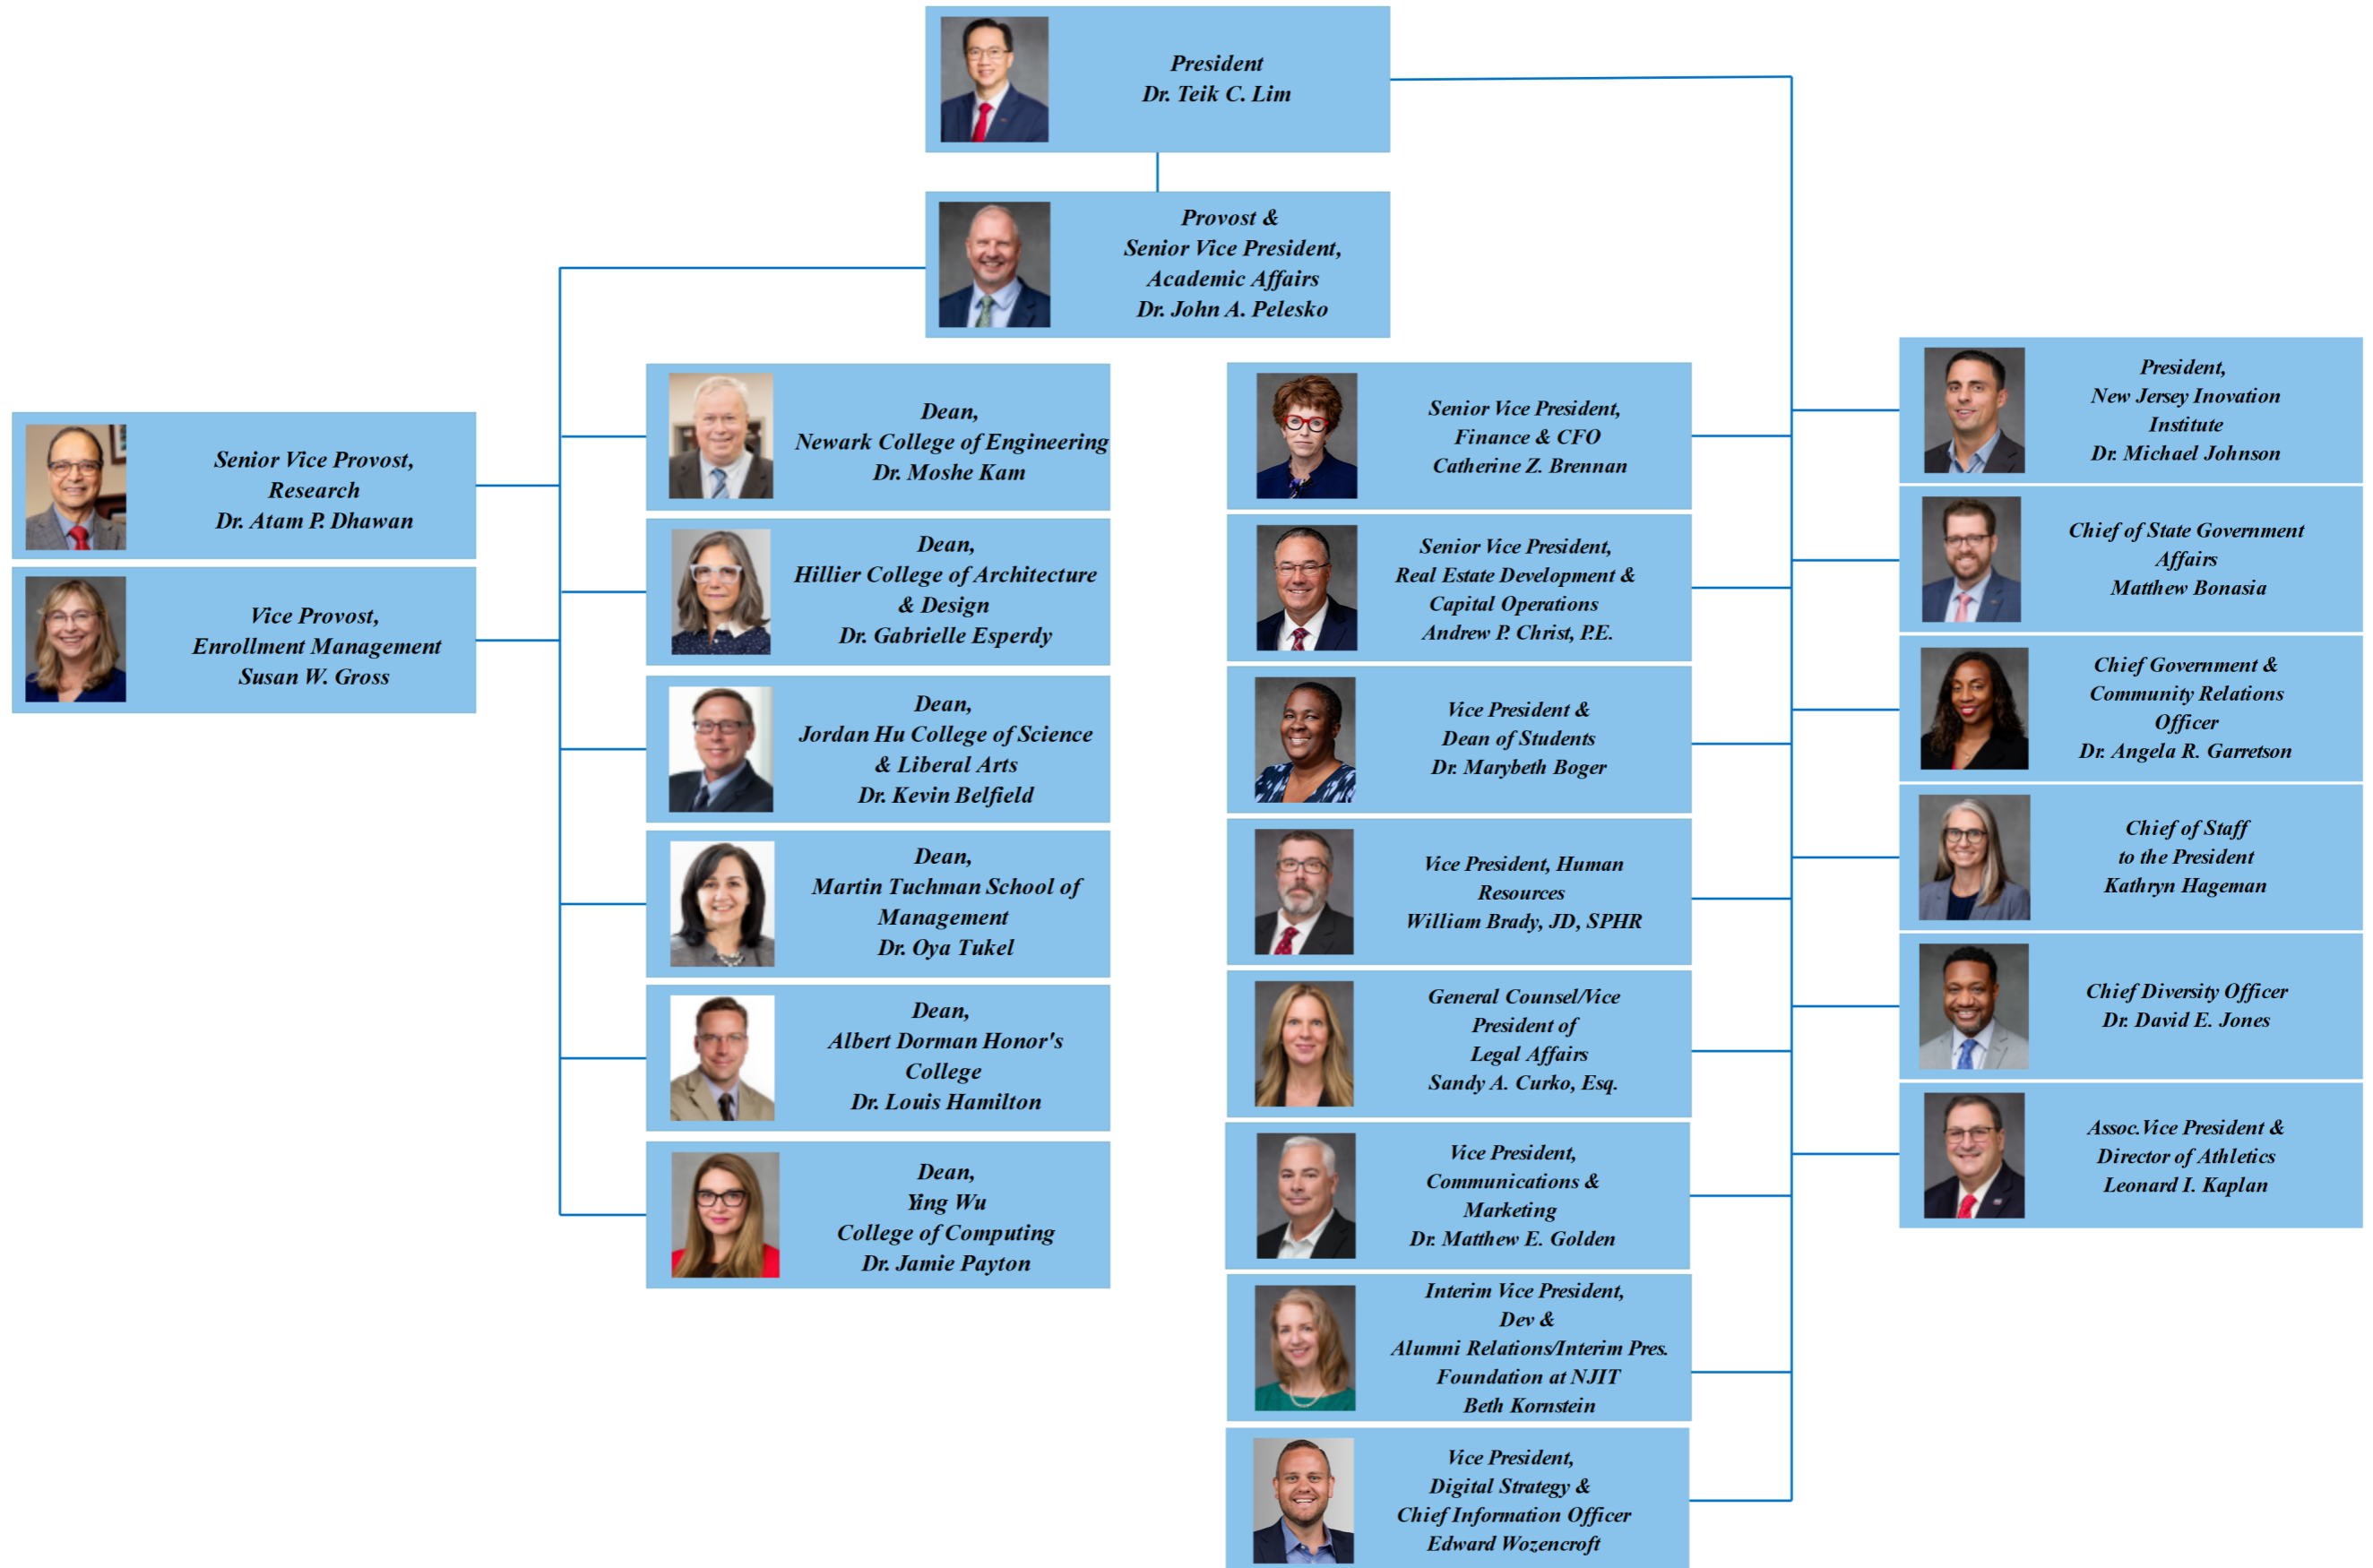 President
Dr. Teik C. Lim
Provost &
Senior Vice President,
Academic Affairs
Dr. John A. Pelesko
Senior Vice Provost,
Research
Dr. Atam P. Dhawan
Vice Provost,
Enrollment Management
Susan W. Gross
Dean,
Newark College of Engineering
Dr. Moshe Kam
Dean,
Hillier College of Architecture
& Design
Dr. Gabrielle Esperdy
Dean,
Jordan Hu College of Science
& Liberal Arts
Dr. Kevin Belfield
Dean,
Martin Tuchman School of
Management
Dr. Oya Tukel
Dean,
Albert Dorman Honor's
College
Dr. Louis Hamilton
Dean,
Ying Wu
College of Computing
Dr. Jamie Payton
Senior Vice President,
Finance & CFO
Catherine Z. Brennan
Senior Vice President,
Real Estate Development &
Capital Operations
Andrew P. Christ, P.E.
Vice President &
Dean of Students
Dr. Marybeth Boger
Vice President, Human
Resources
William Brady, JD, SPHR
General Counsel/Vice
President of
Legal Affairs
Sandy A. Curko, Esq.
Vice President,
Communications &
Marketing
Dr. Matthew E. Golden
Interim Vice President,
Dev &
Alumni Relations/Interim Pres.
Foundation at NJIT
Beth Kornstein
Vice President,
Digital Strategy &
Chief Information Officer
Edward Wozencroft
President,
New Jersey Inovation
Institute
Dr. Michael Johnson
Chief of State Government
Affairs
Matthew Bonasia
Chief Government &
Community Relations
Officer
Dr. Angela R. Garretson
Chief of Staff
to the President
Kathryn Hageman
Chief Diversity Officer
Dr. David E. Jones
Assoc.Vice President &
Director of Athletics
Leonard I. Kaplan